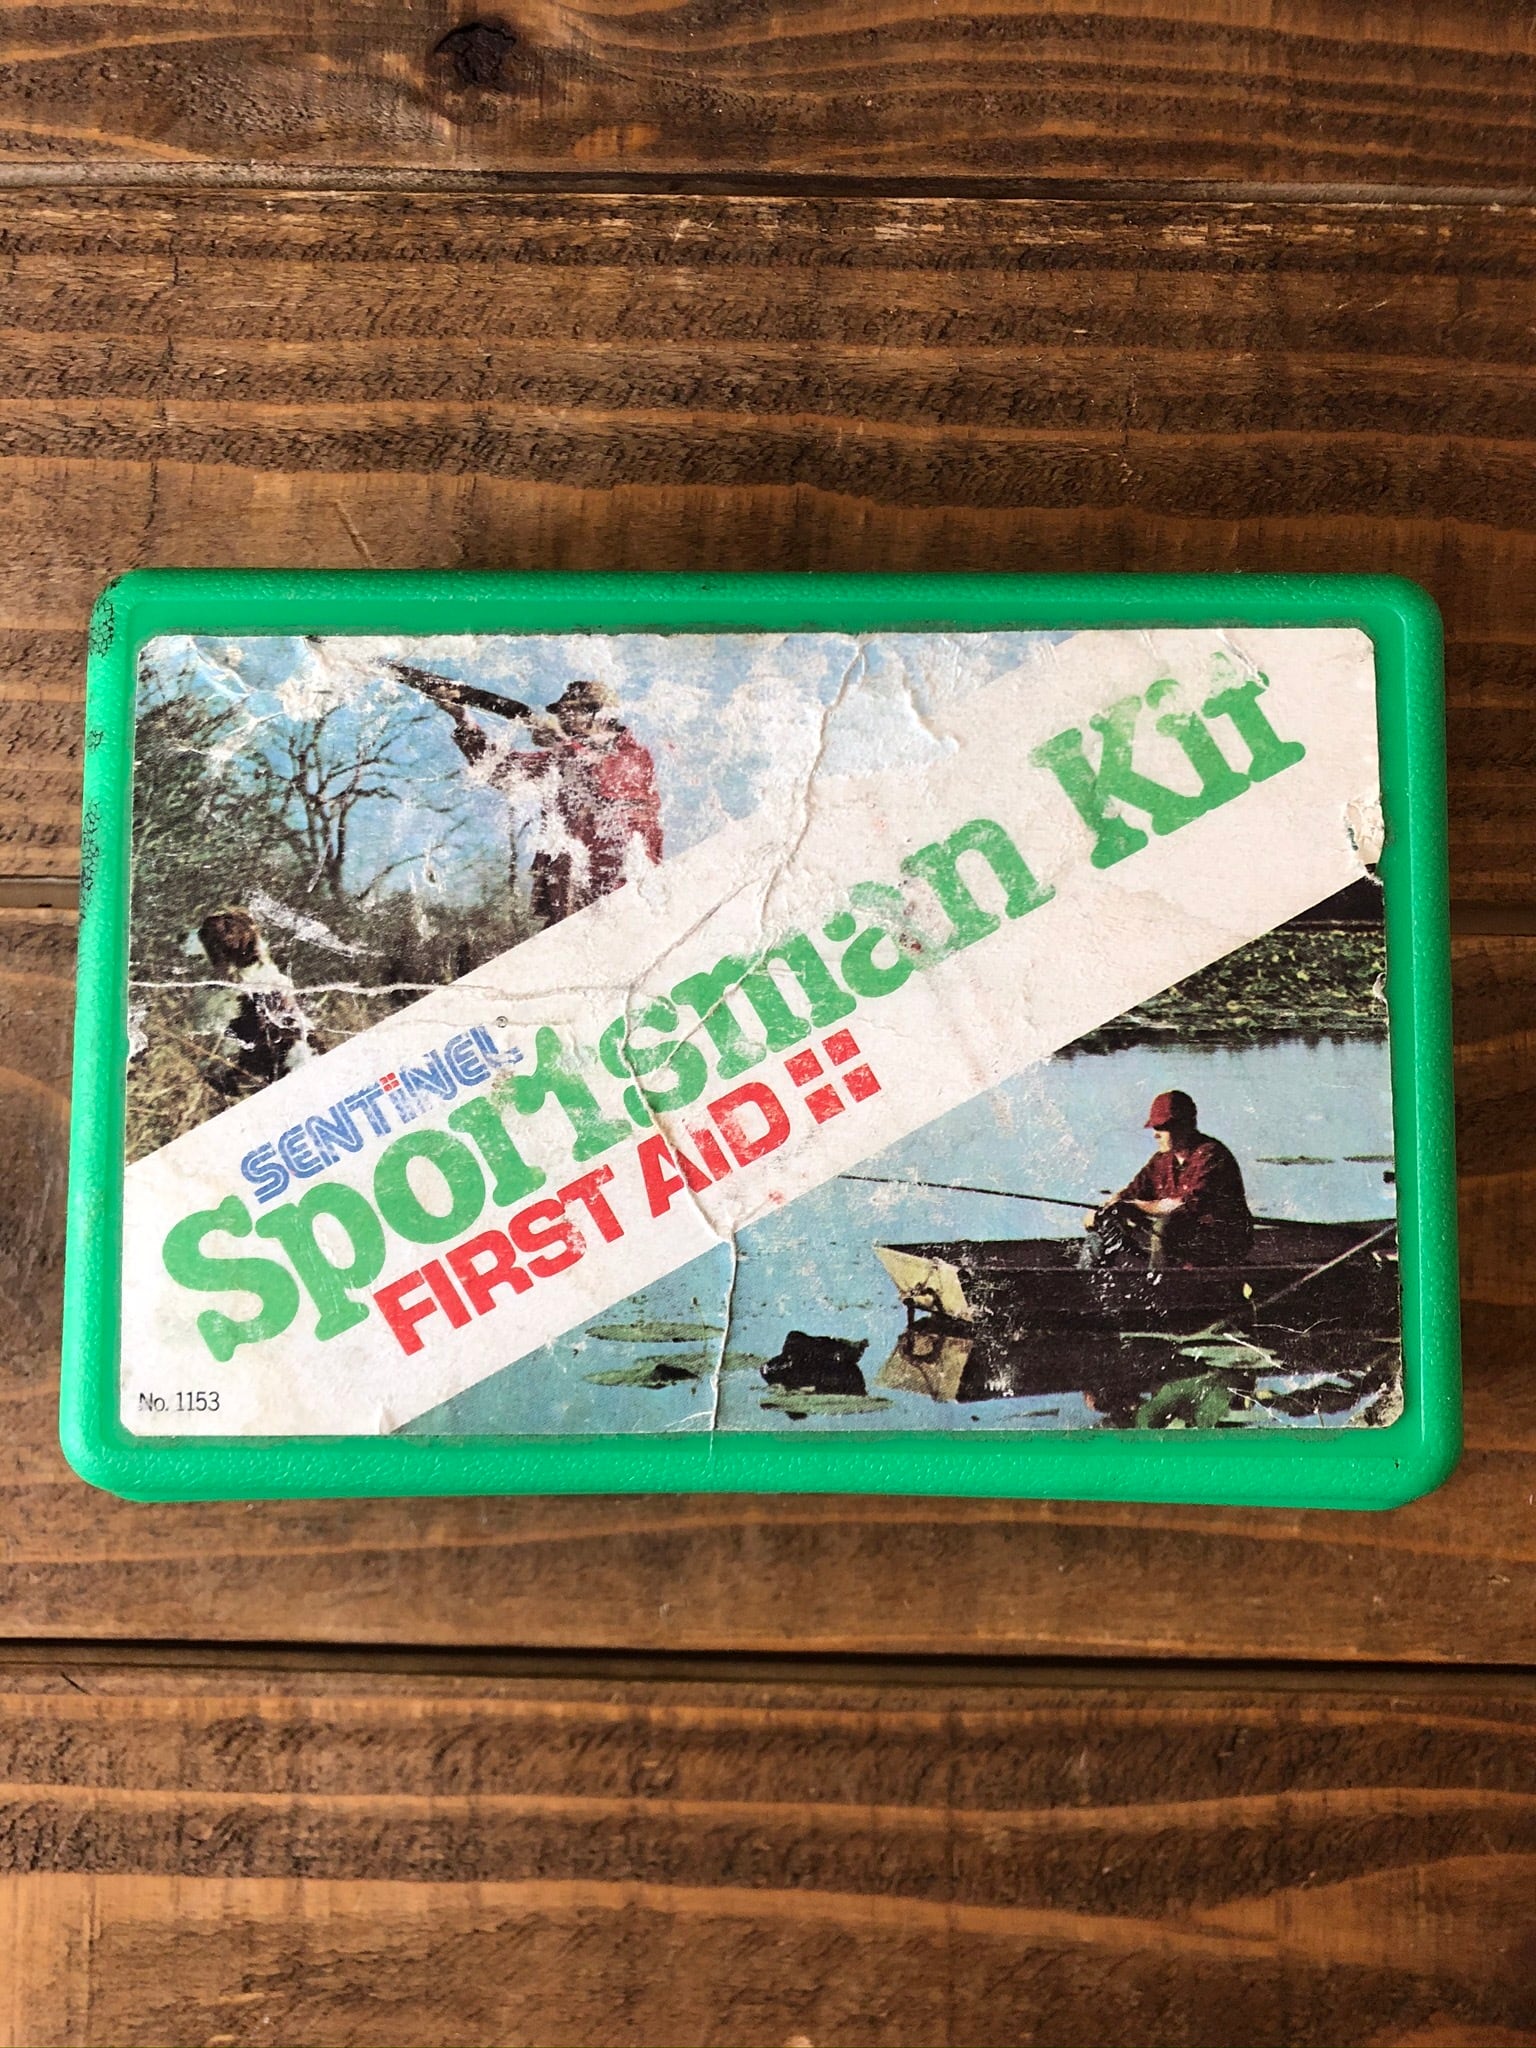 SENTINEL®
Sportsman Kit
FIRST AID
No. 1153